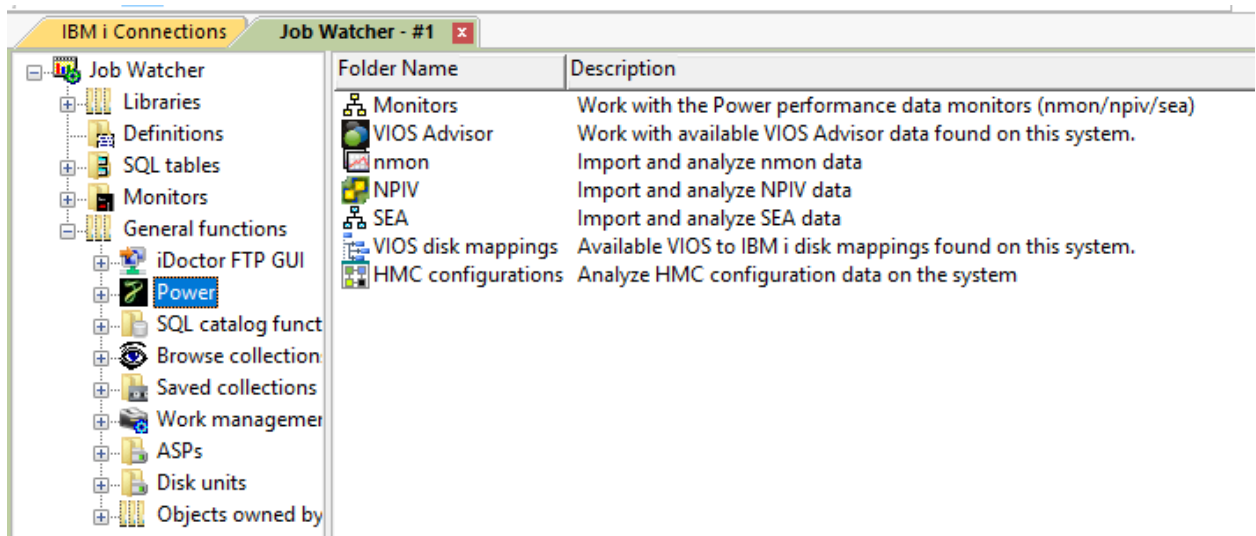 IBM i Connections
Job Watcher - #1
Job Watcher
Libraries
Definitions
SQL tables
Monitors
General functions
iDoctor FTP GUI
Power
SQL catalog funct
Browse collection
Saved collections
Work managemer
ASPs
Disk units
Objects owned by
Folder Name Description
Monitors Work with the Power performance data monitors (nmon/npiv/sea)
VIOS Advisor Work with available VIOS Advisor data found on this system.
nmon Import and analyze nmon data
NPIV Import and analyze NPIV data
SEA Import and analyze SEA data
VIOS disk mappings Available VIOS to IBM i disk mappings found on this system.
HMC configurations Analyze HMC configuration data on the system